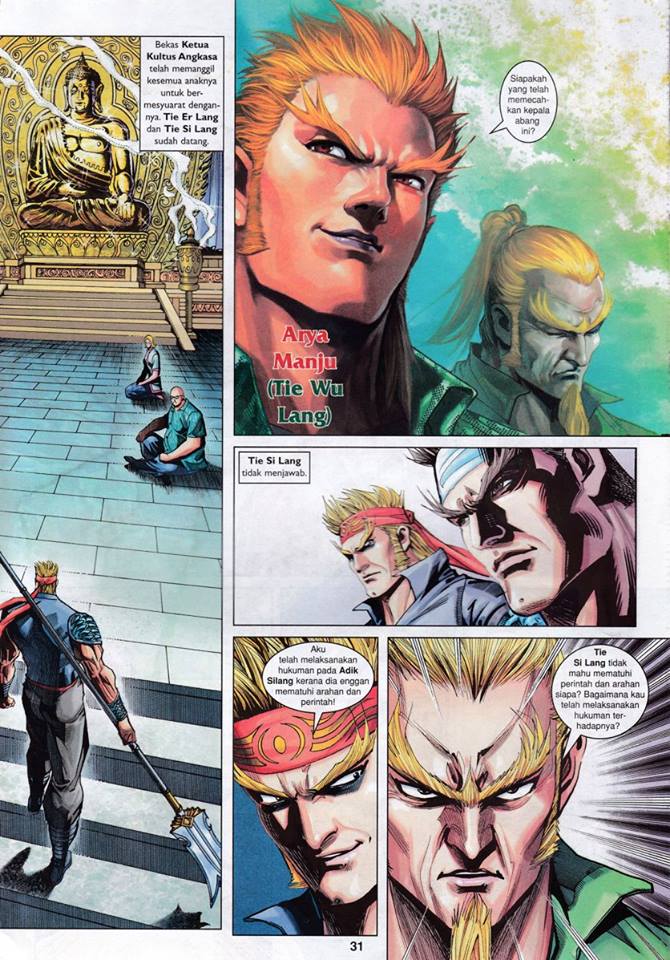 Bekas Ketua
Kultus Angkasa
telah memanggil
kesemua anaknya
untuk ber-
mesyuarat dengan-
nya. Tie Er Lang
dan Tie Si Lang
sudah datang.
Siapakah
yang telah
memecah-
kan kepala
abang
ini?
Arya
Manju
(Tie Wu
Lang)
Tie Si Lang
tidak menjawab.
Aku
telah melaksanakan
hukuman pada Adik
Silang kerana dia enggan
mematuhi arahan dan
perintah!
Tie
Si Lang tidak
mahu mematuhi
perintah dan arahan
siapa? Bagaimana kau
telah melaksanakan
hukuman ter-
hadapnya?
31